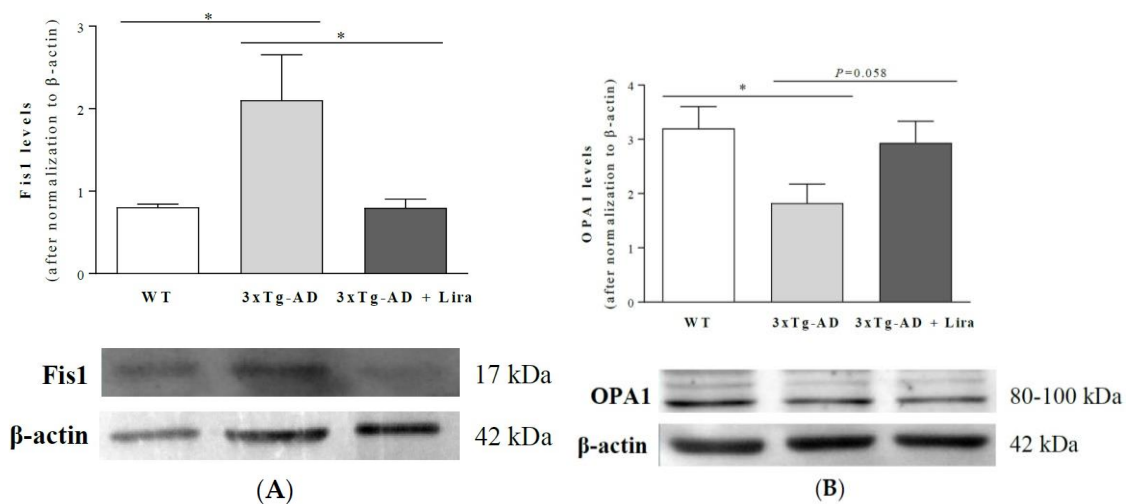 3
*
*
2
1
0
Fis1 levels
(after normalization to β-actin)
WT 3xTg-AD 3xTg-AD + Lira
Fis1 17 kDa
β-actin 42 kDa
(A)
P=0.058
*
4
3
2
1
0
OPA1 levels
(after normalization to β-actin)
WT 3xTg-AD 3xTg-AD + Lira
OPA1 80-100 kDa
β-actin 42 kDa
(B)